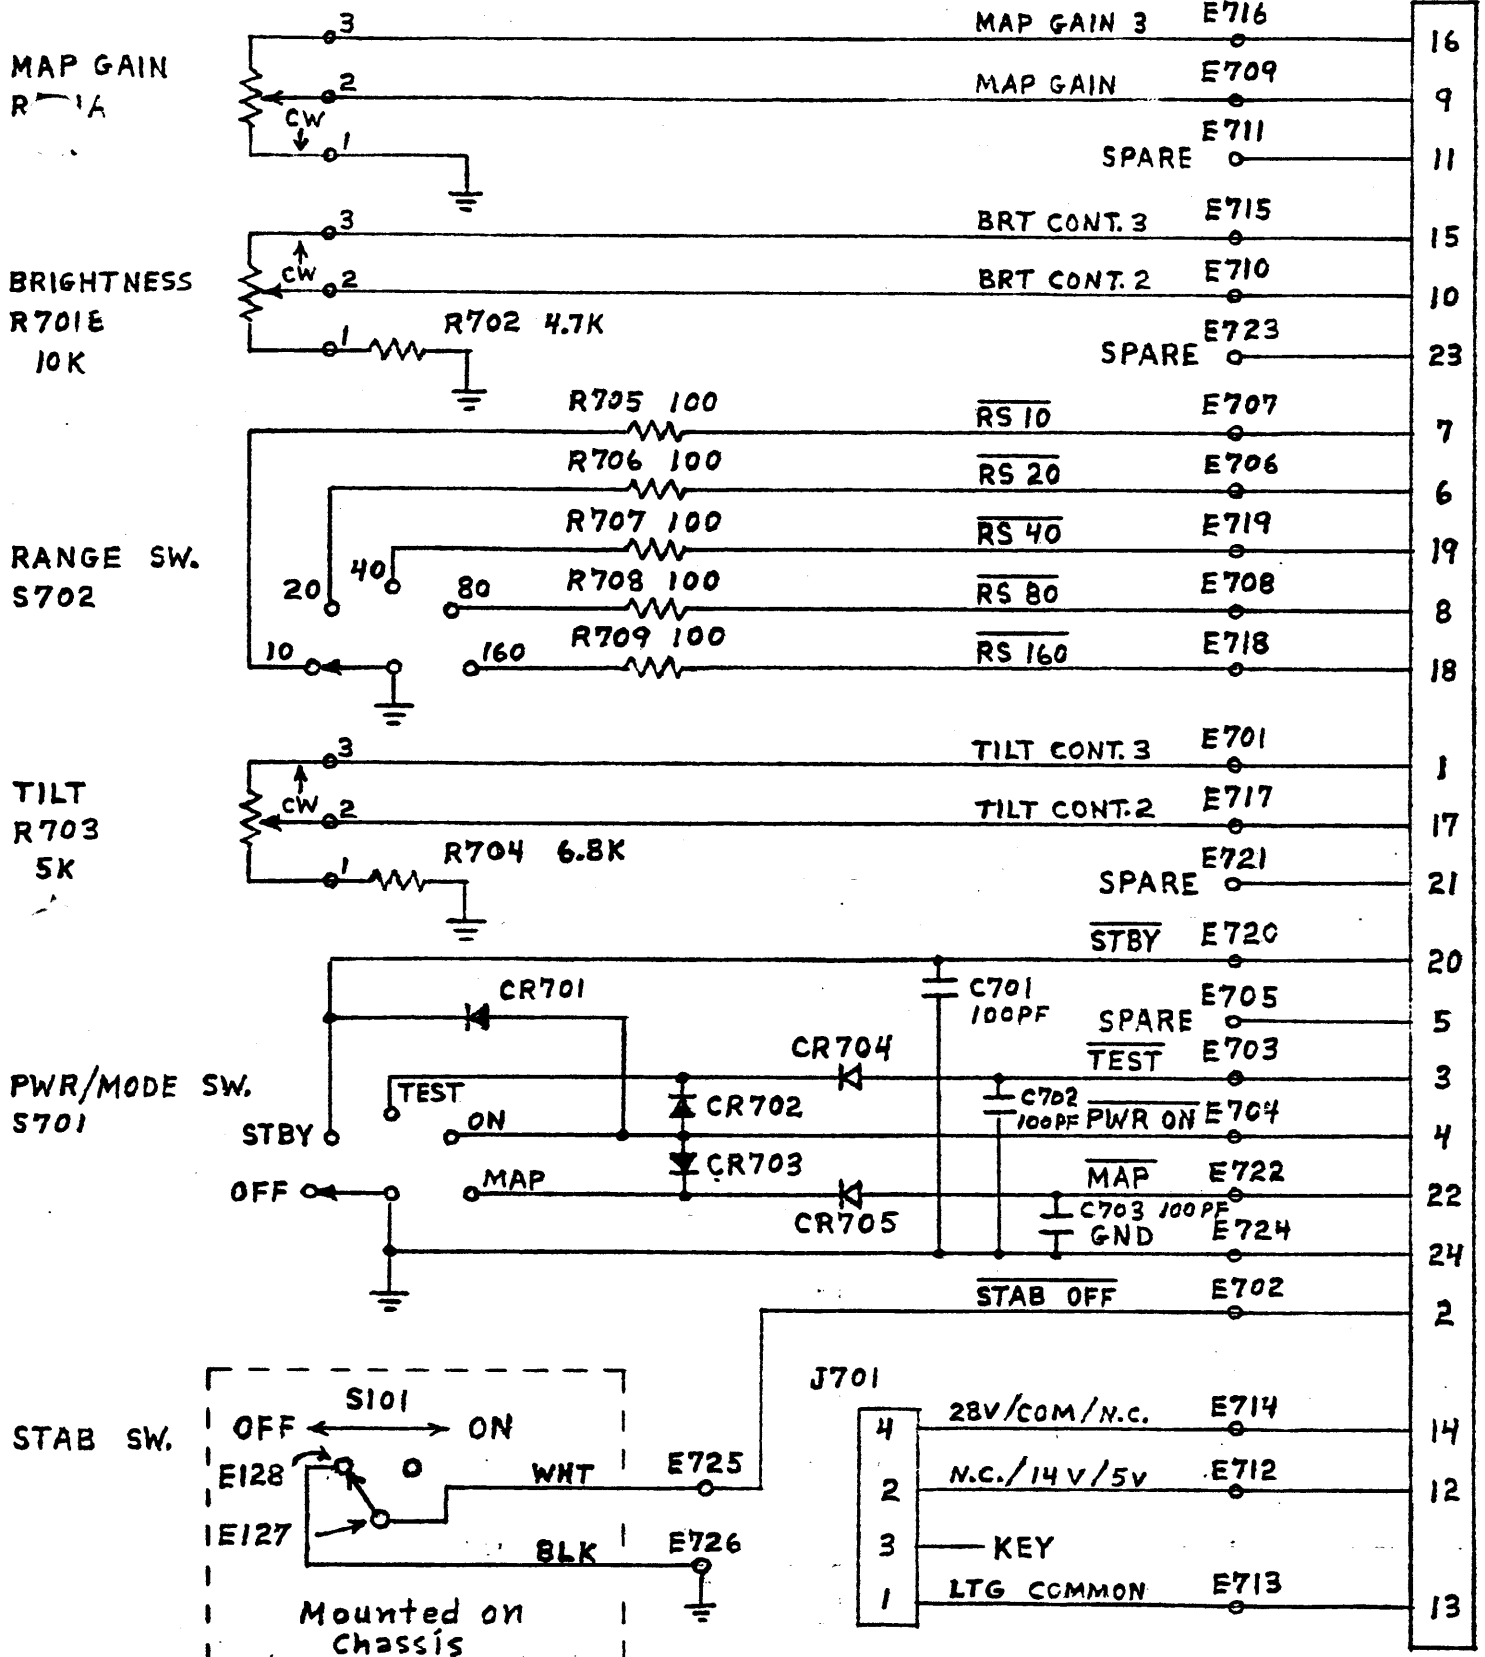 MAP GAIN 3 E716
3
16
MAP GAIN
MAP GAIN E709
2
9
CW
E711
1
SPARE
11
BRT CONT. 3 E715
3
15
CW
BRIGHTNESS
BRT CONT. 2 E710
2
10
R701B
10K
1
R702 4.7K
E723
SPARE
23
R705 100
RS 10 E707
7
R706 100
RS 20 E706
6
R707 100
RS 40 E719
19
RANGE SW.
S702
20
40
80
R708 100
RS 80 E708
8
10
160
R709 100
RS 160 E718
18
TILT CONT. 3 E701
3
1
TILT
R703
5K
CW
2
TILT CONT. 2 E717
17
1
R704 6.8K
E721
SPARE
21
STBY E720
20
CR701
C701
100PF
E705
SPARE
5
CR704
TEST E703
3
PWR/MODE SW.
S701
TEST
CR702
C702
100PF
PWR ON E704
4
STBY
ON
CR703
OFF
MAP
MAP E722
22
CR705
C703 100PF
GND E724
24
STAB OFF E702
2
J701
S101
STAB SW.
OFF
ON
4
28V/COM/N.C. E714
14
E128
WHT
E725
2
N.C./14V/5V E712
12
E127
BLK
E726
3
KEY
1
LTG COMMON E713
13
Mounted on
Chassis